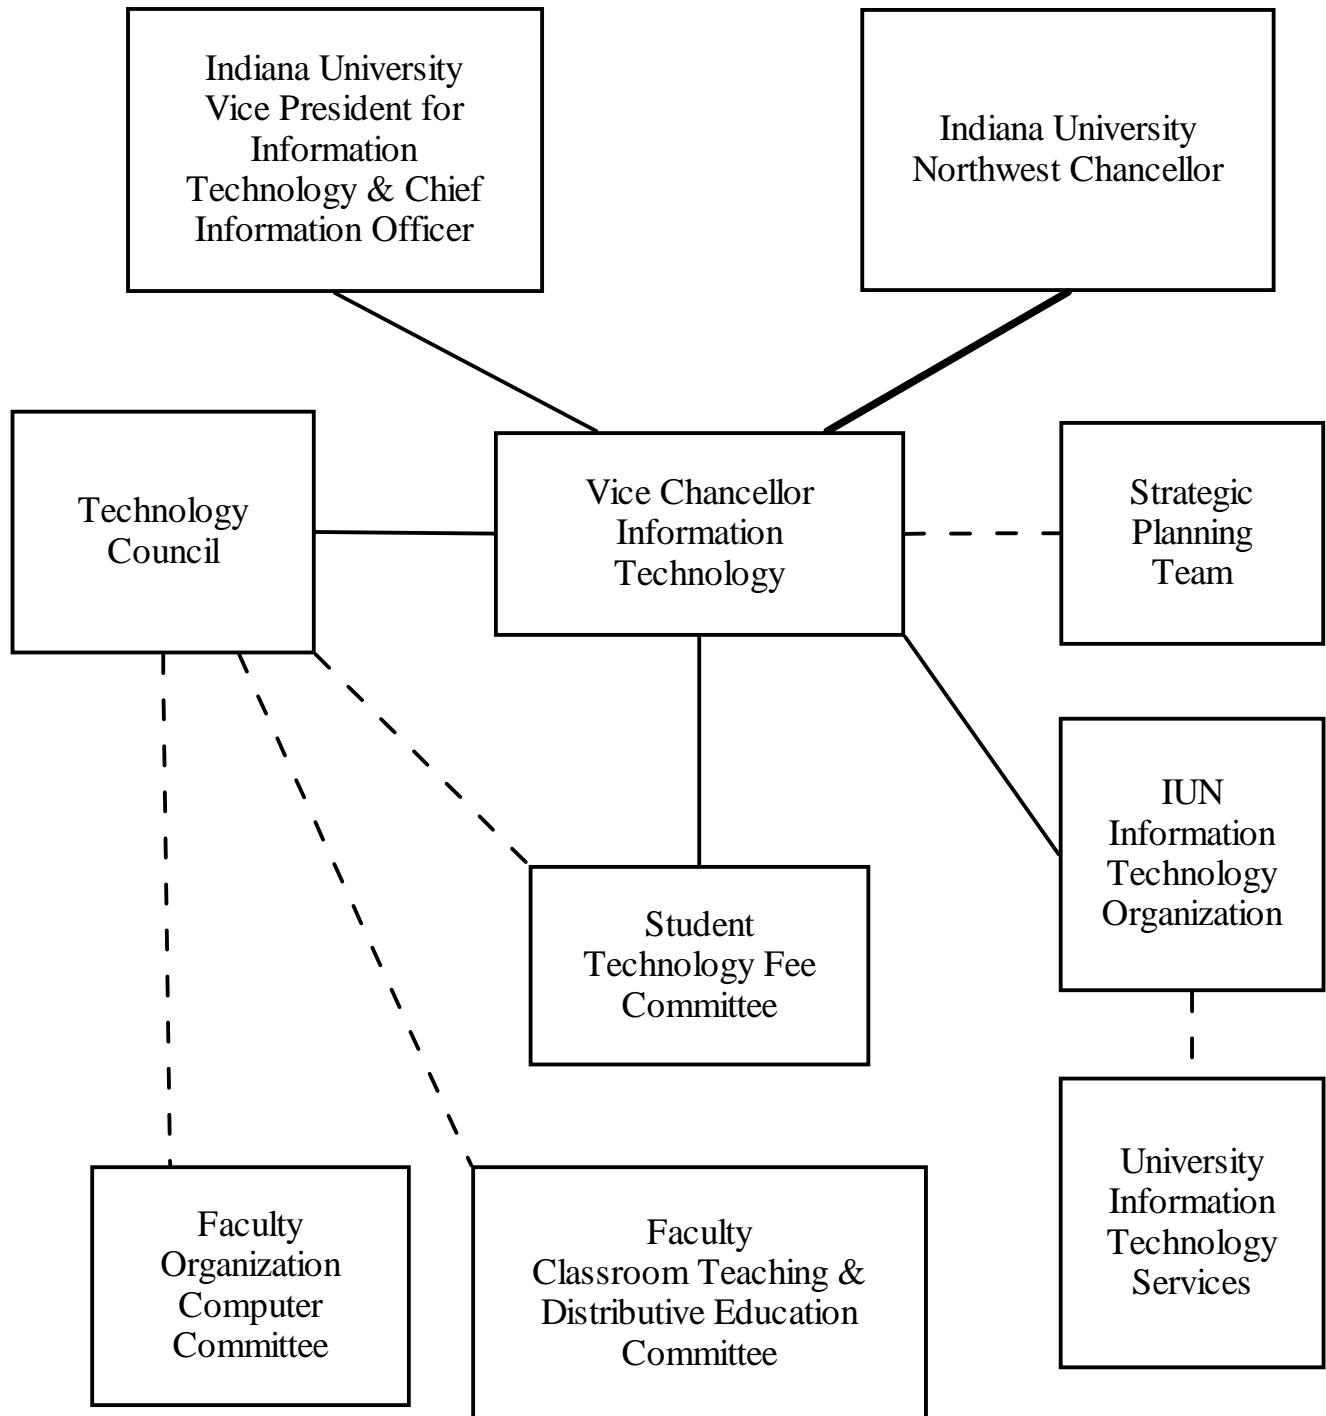 Indiana University
Vice President for
Information
Technology & Chief
Information Officer
Indiana University
Northwest Chancellor
Technology
Council
Vice Chancellor
Information
Technology
Strategic
Planning
Team
IUN
Information
Technology
Organization
Student
Technology Fee
Committee
Faculty
Organization
Computer
Committee
Faculty
Classroom Teaching &
Distributive Education
Committee
University
Information
Technology
Services